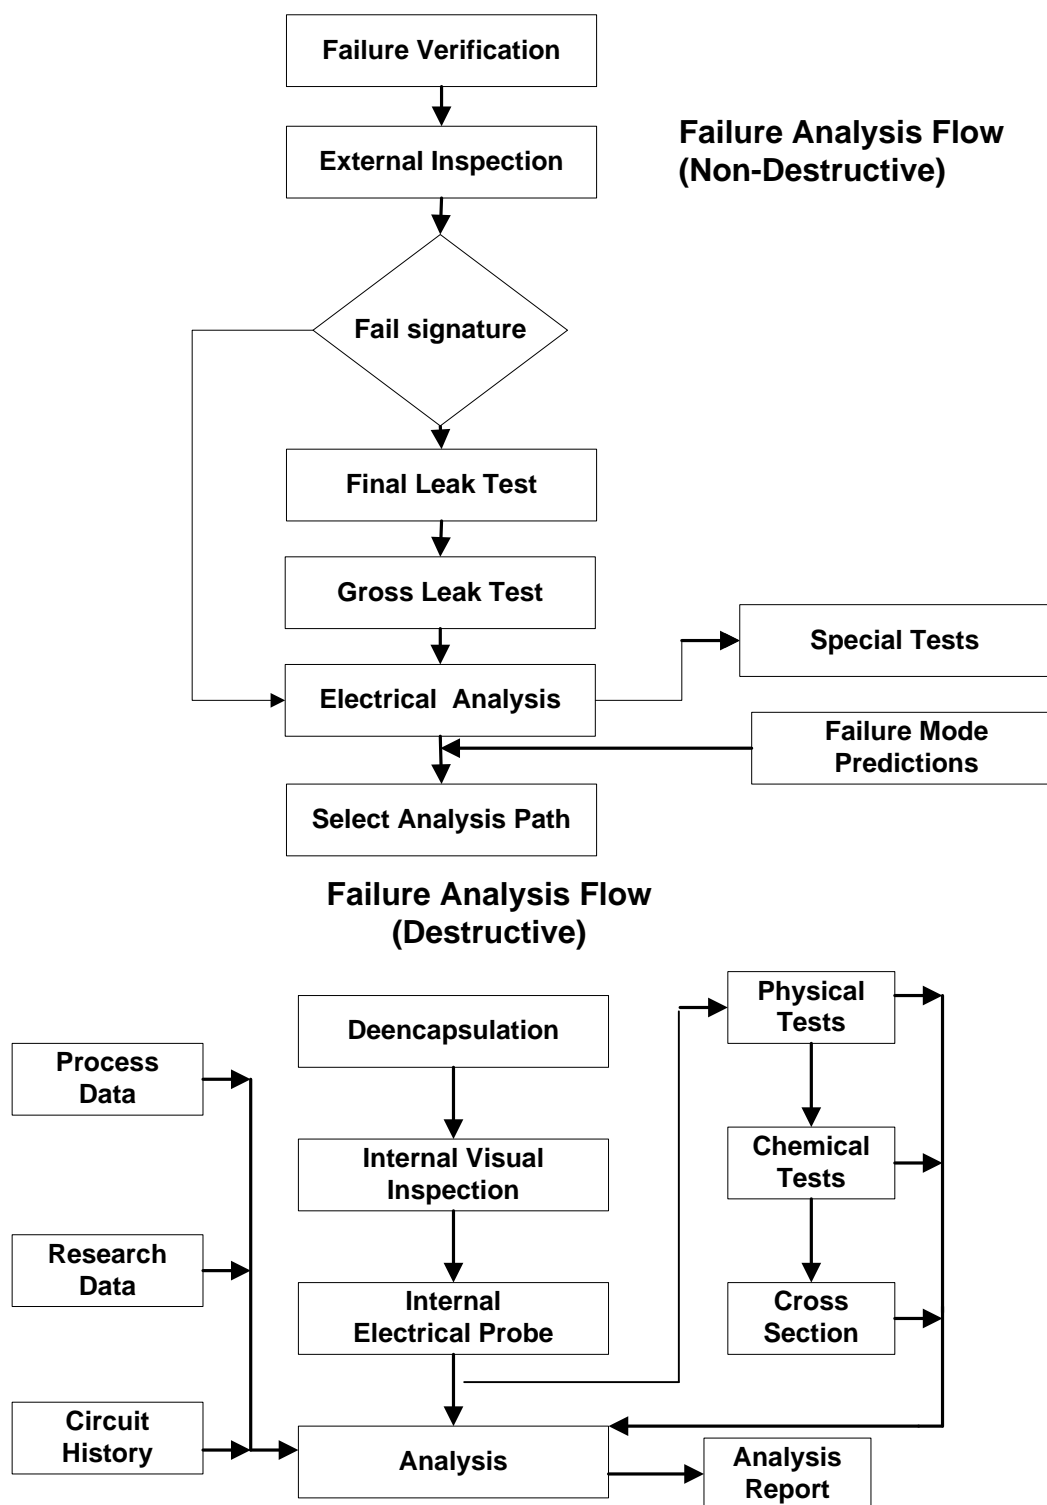 Failure Verification
Failure Analysis Flow
(Non-Destructive)
External Inspection
Fail signature
Final Leak Test
Gross Leak Test
Special Tests
Electrical Analysis
Failure Mode
Predictions
Select Analysis Path
Failure Analysis Flow
(Destructive)
Physical
Tests
Deencapsulation
Process
Data
Chemical
Tests
Internal Visual
Inspection
Research
Data
Internal
Electrical Probe
Cross
Section
Circuit
History
Analysis
Analysis
Report